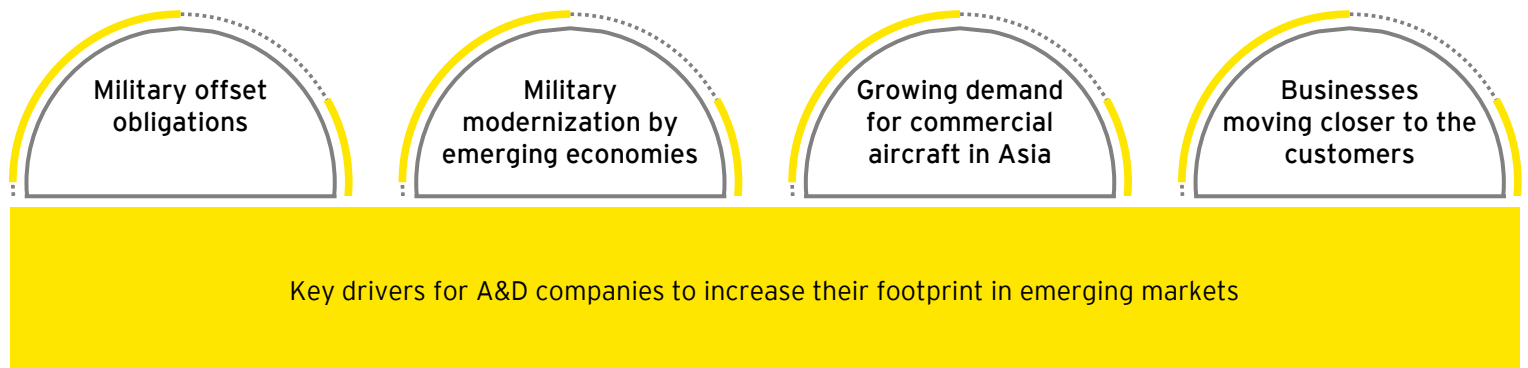 Military offset
obligations
Military
modernization by
emerging economies
Growing demand
for commercial
aircraft in Asia
Businesses
moving closer to the
customers
Key drivers for A&D companies to increase their footprint in emerging markets